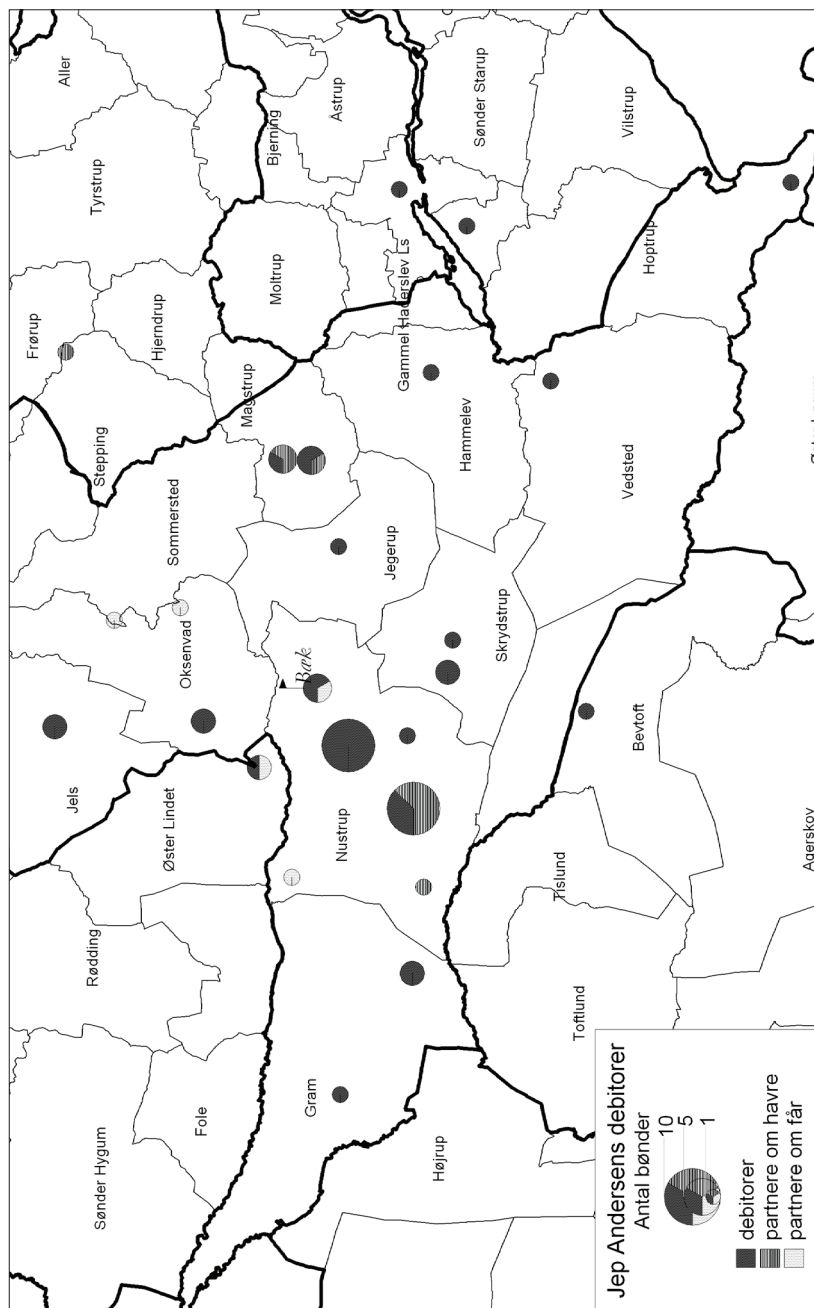 Frørup
Aller
Jels
Rødding
Tyrstrup
Sønder Hygum
Stepping
Hjerndrup
Øster Lindet
Sommersted
Oksenvad
Fole
Magstrup
Bjerning
Moltrup
Bæk
Gram
Åstrup
Nustrup
Jegerup
Gammel Haderslev Ls
Højrup
Hammelev
Sønder Starup
Skrydstrup
Tislund
Toftlund
Vedsted
Vilstrup
Bevtoft
Hoptrup
Agerskov
Jep Andersens debitorer
Antal bønder
10
5
1
debitorer
partnere om havre
partnere om får